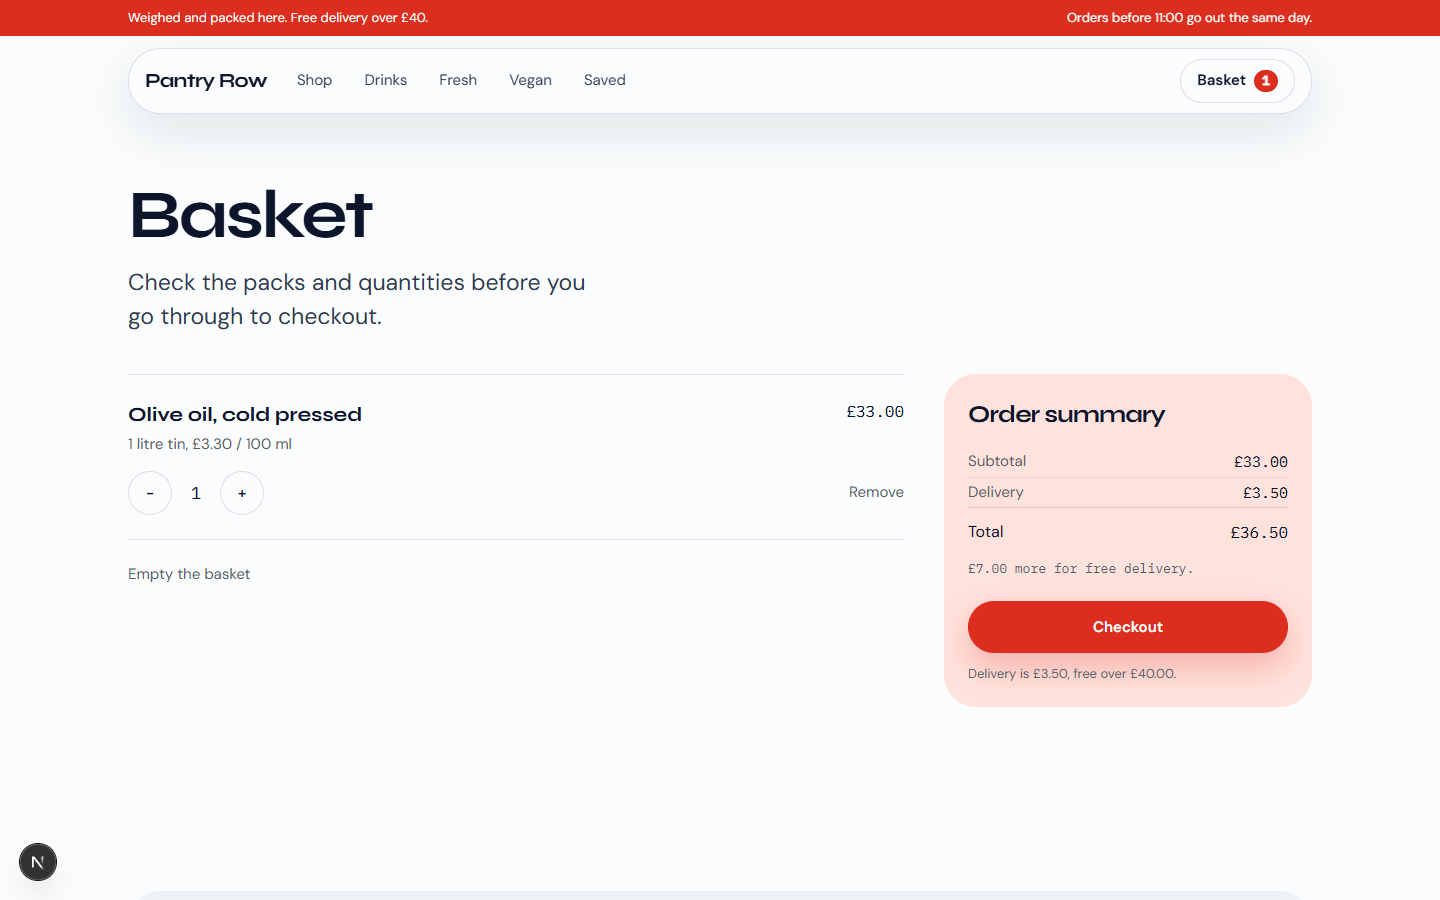 Weighed and packed here. Free delivery over £40.
Orders before 11:00 go out the same day.
Pantry Row
Shop
Drinks
Fresh
Vegan
Saved
Basket 1
Basket
Check the packs and quantities before you
go through to checkout.
Olive oil, cold pressed
£33.00
1 litre tin, £3.30 / 100 ml
- 1 +
Remove
Empty the basket
Order summary
Subtotal £33.00
Delivery £3.50
Total £36.50
£7.00 more for free delivery.
Checkout
Delivery is £3.50, free over £40.00.
N